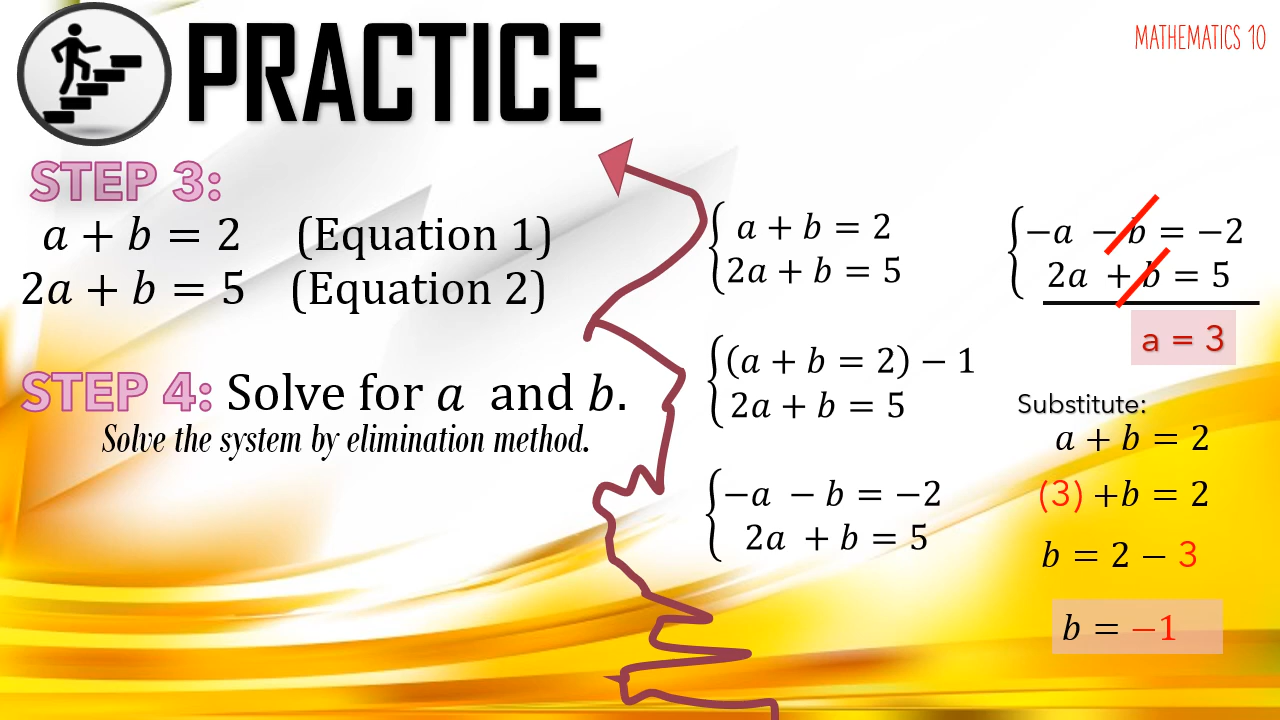 PRACTICE
MATHEMATICS 10
STEP 3:
a + b = 2 (Equation 1)
2a + b = 5 (Equation 2)
STEP 4: Solve for a and b.
Solve the system by elimination method.
a + b = 2
2a + b = 5
(a + b = 2) − 1
2a + b = 5
−a − b = −2
2a + b = 5
−a − b = −2
2a + b = 5
a = 3
Substitute:
a + b = 2
(3) +b = 2
b = 2 − 3
b = −1